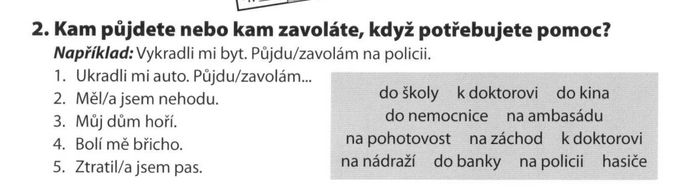 2. Kam půjdete nebo kam zavoláte, když potřebujete pomoc?
Například: Vykradli mi byt. Půjdu/zavolám na policii.
1. Ukradli mi auto. Půjdu/zavolám...
2. Měl/a jsem nehodu.
3. Můj dům hoří.
4. Bolí mě břicho.
5. Ztratil/a jsem pas.
do školy k doktorovi do kina
do nemocnice na ambasádu
na pohotovost na záchod k doktorovi
na nádraží do banky na policii hasiče